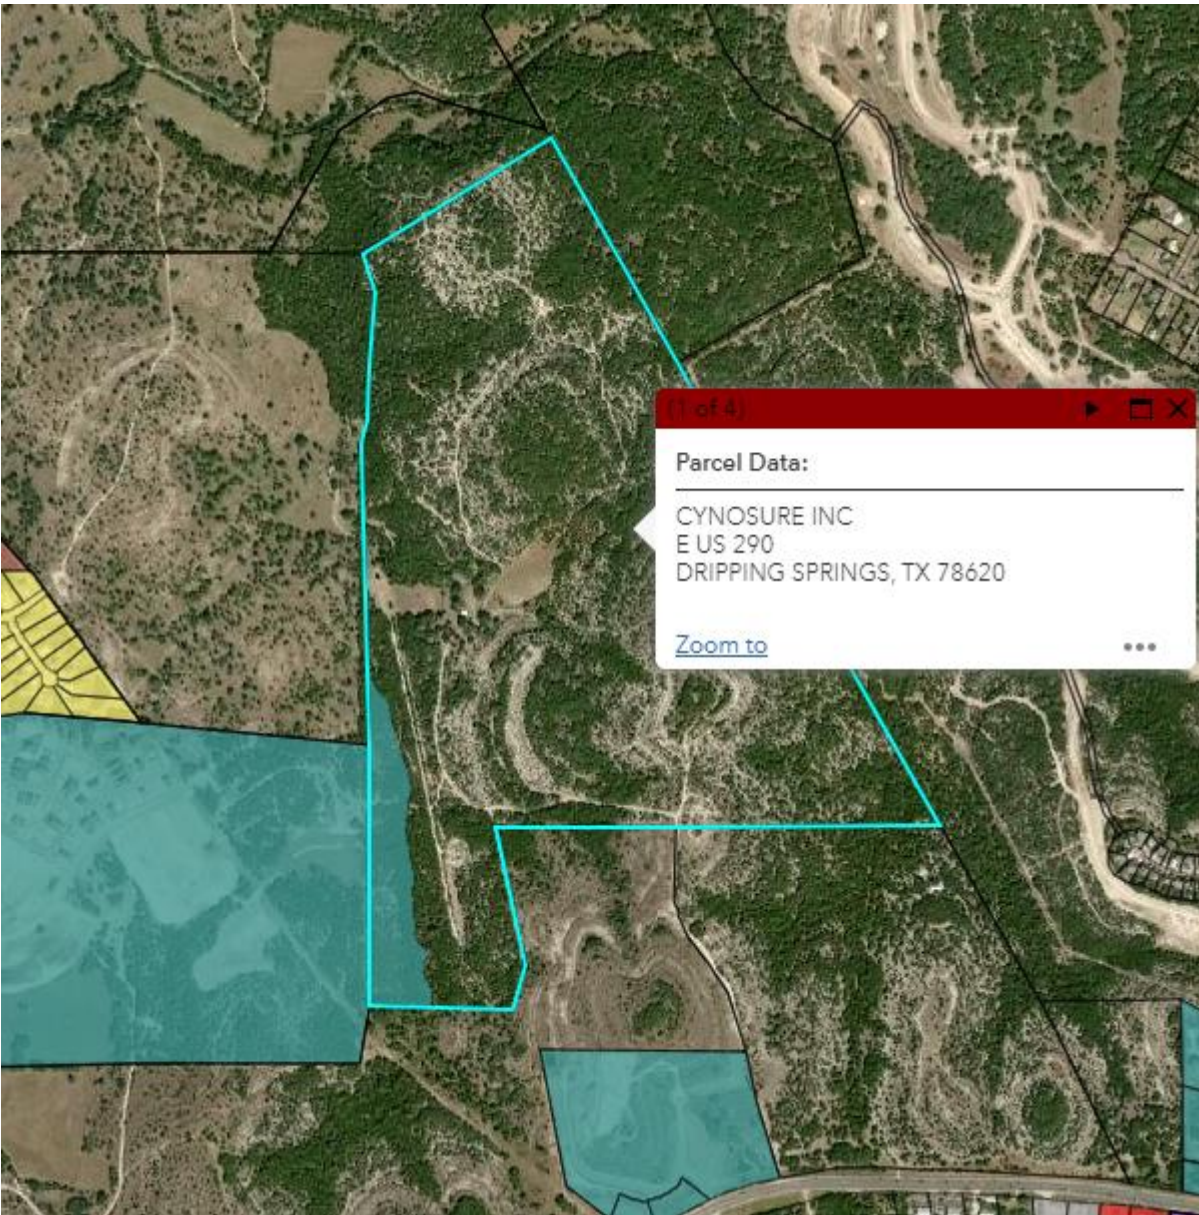 (1 of 4)
Parcel Data:
CYNOSURE INC
E US 290
DRIPPING SPRINGS, TX 78620
Zoom to